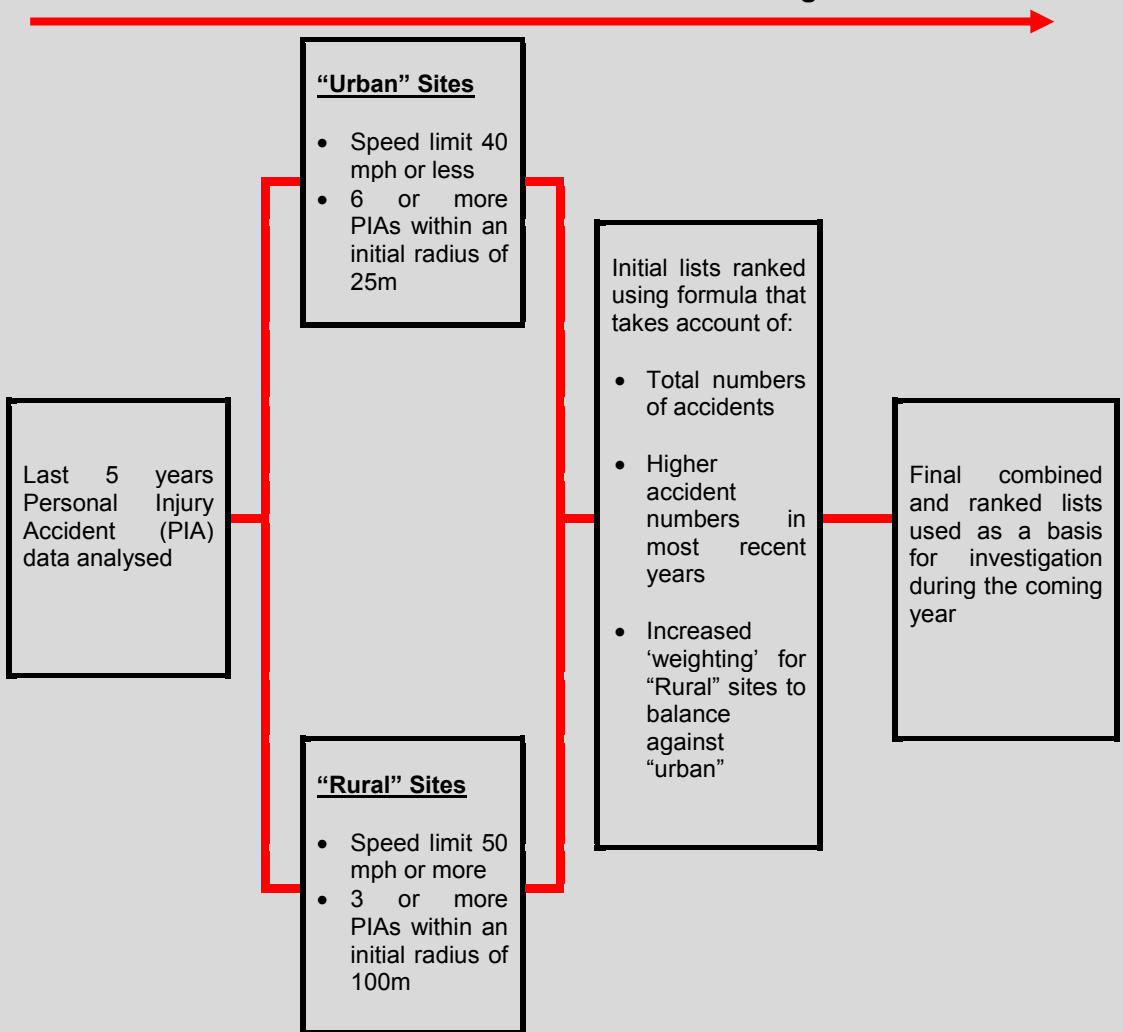 “Urban” Sites
• Speed limit 40
mph or less
• 6 or more
PIAs within an
initial radius of
25m
Last 5 years
Personal Injury
Accident (PIA)
data analysed
“Rural” Sites
• Speed limit 50
mph or more
• 3 or more
PIAs within an
initial radius of
100m
Initial lists ranked
using formula that
takes account of:
• Total numbers
of accidents
• Higher
accident
numbers in
most recent
years
• Increased
‘weighting’ for
“Rural” sites to
balance
against
“urban”
Final combined
and ranked lists
used as a basis
for investigation
during the coming
year